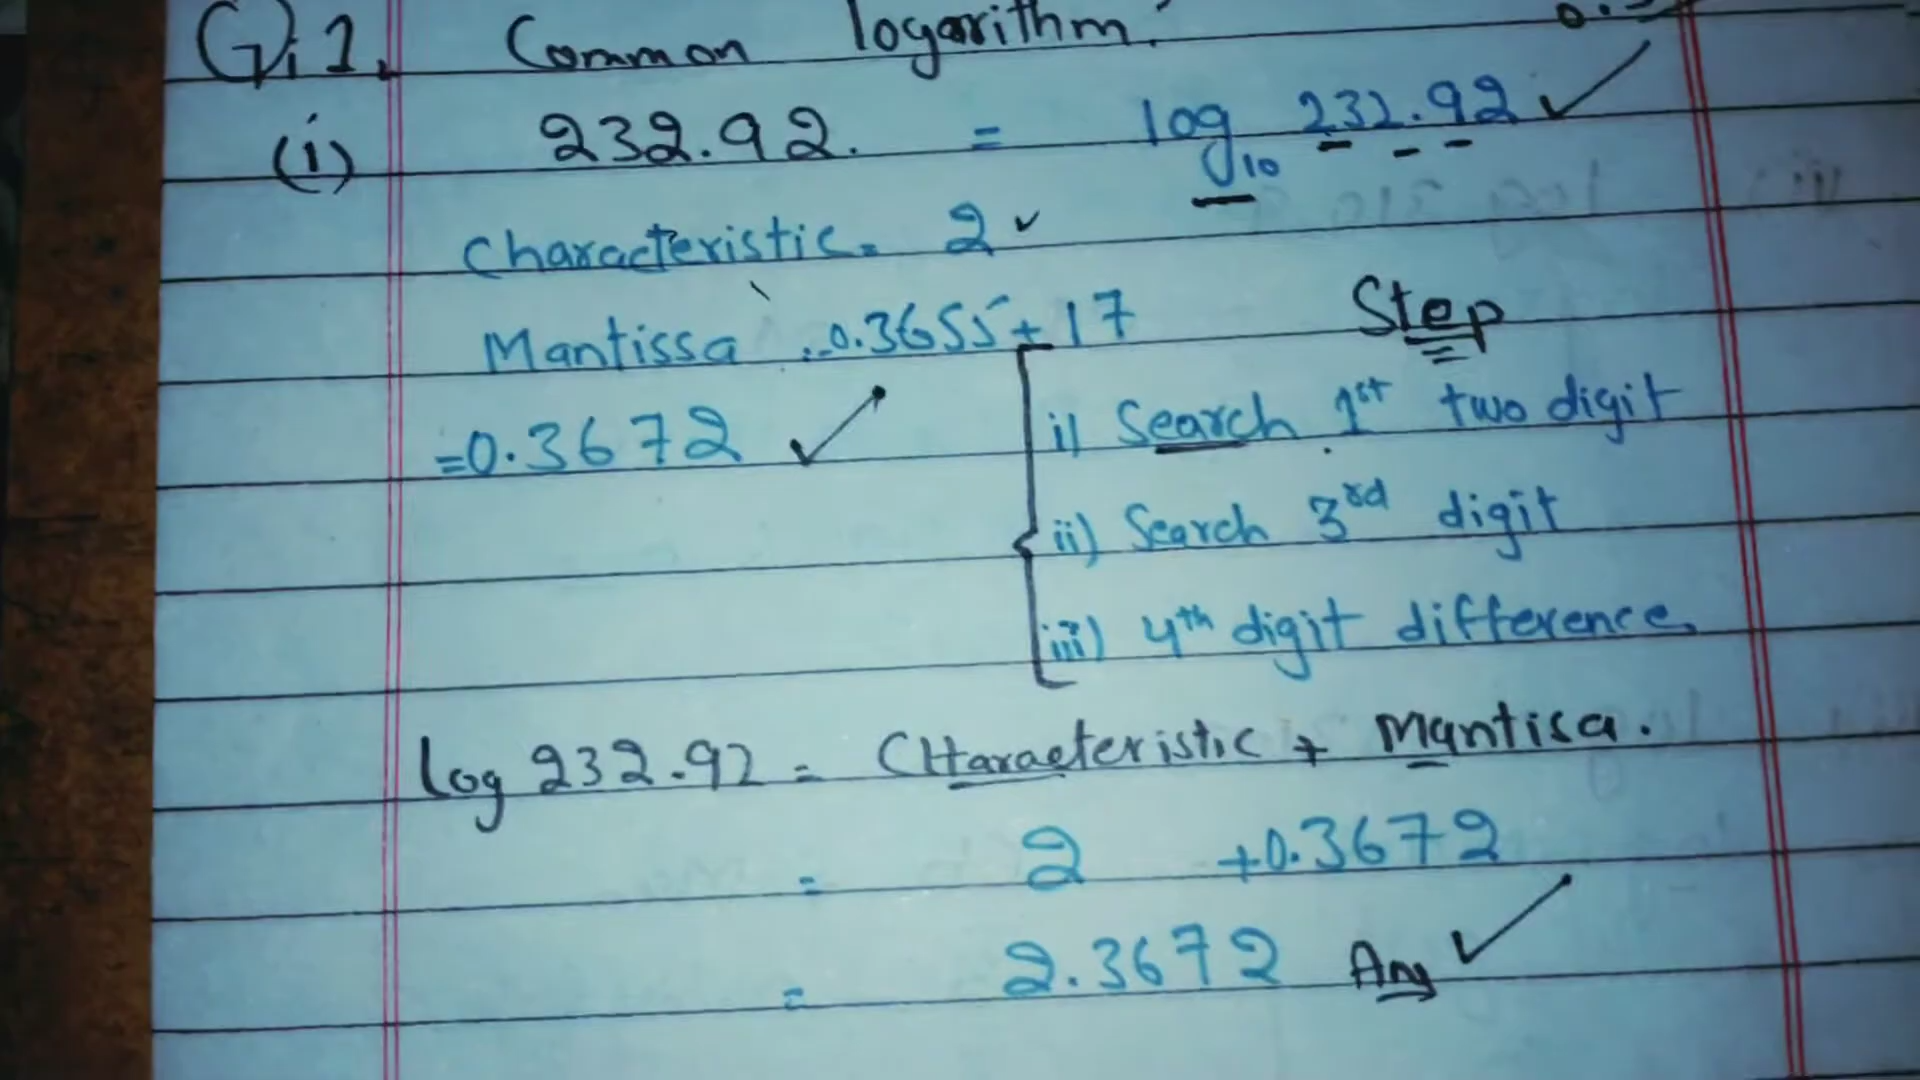 Q.1. Common logarithm.
(i) 232.92. = log10 232.92 ✓
Characteristic = 2 ✓
Mantissa = 0.3655 + 17
= 0.3672 ✓
Step
i) Search 1st two digit
ii) Search 3rd digit
iii) 4th digit difference
log 232.92 = CHaracteristic + Mantisa.
= 2 + 0.3672
= 2.3672 Ans ✓